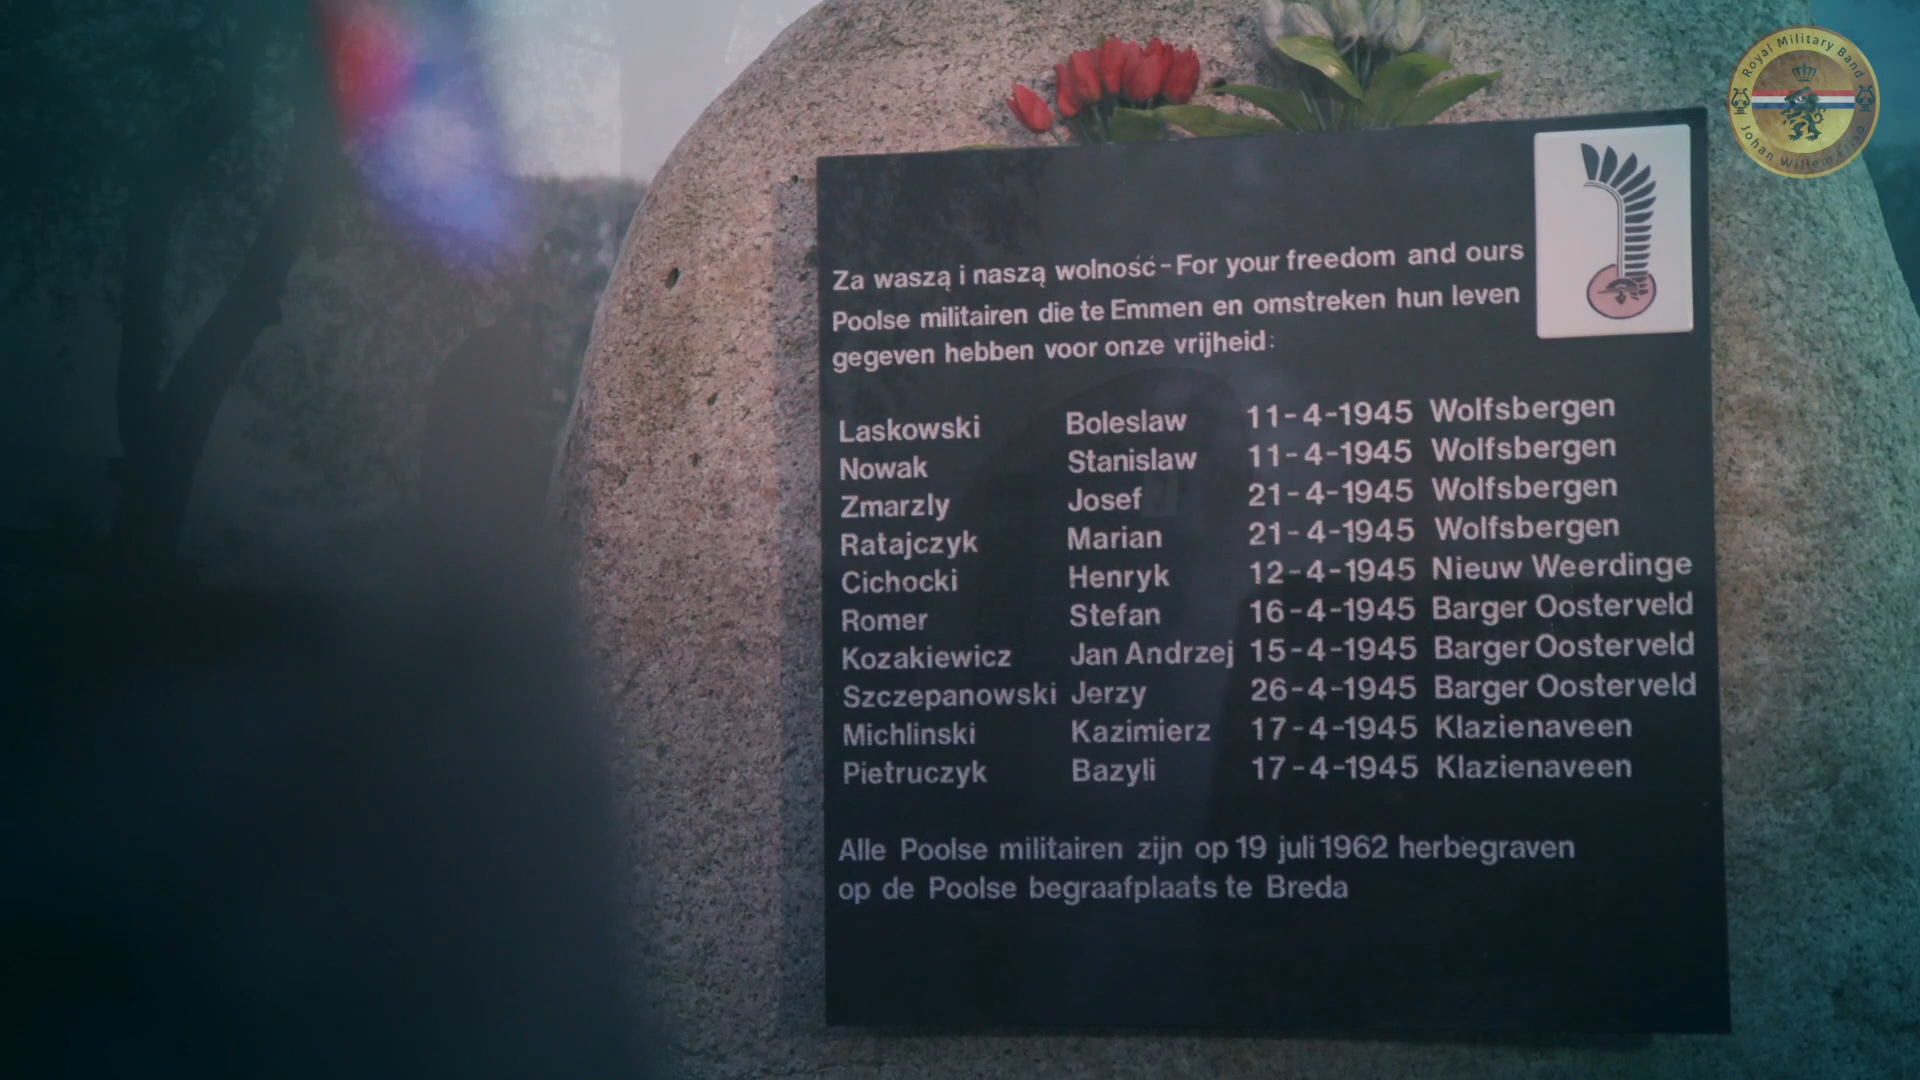 Royal Military Band
Johan Willem Friso
Za waszą i naszą wolność - For your freedom and ours
Poolse militairen die te Emmen en omstreken hun leven
gegeven hebben voor onze vrijheid:
Laskowski Boleslaw 11-4-1945 Wolfsbergen
Nowak Stanislaw 11-4-1945 Wolfsbergen
Zmarzly Josef 21-4-1945 Wolfsbergen
Ratajczyk Marian 21-4-1945 Wolfsbergen
Cichocki Henryk 12-4-1945 Nieuw Weerdinge
Romer Stefan 16-4-1945 Barger Oosterveld
Kozakiewicz Jan Andrzej 15-4-1945 Barger Oosterveld
Szczepanowski Jerzy 26-4-1945 Barger Oosterveld
Michlinski Kazimierz 17-4-1945 Klazienaveen
Pietruczyk Bazyli 17-4-1945 Klazienaveen
Alle Poolse militairen zijn op 19 juli 1962 herbegraven
op de Poolse begraafplaats te Breda